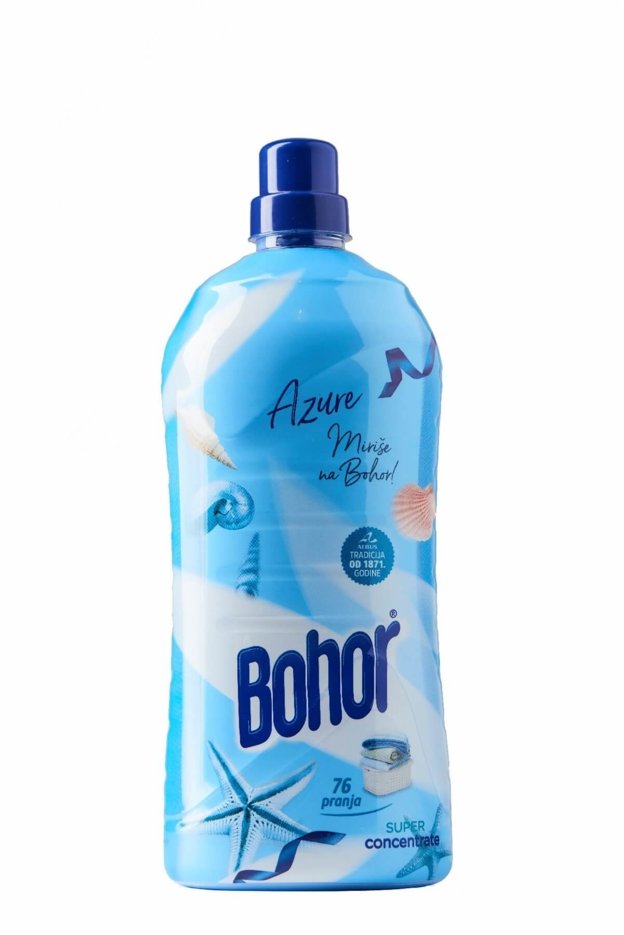 Azure
Miriše
na Bohor!
ALBUS
TRADICIJA
OD 1871.
GODINE
Bohor®
76
pranja
SUPER
concentrate